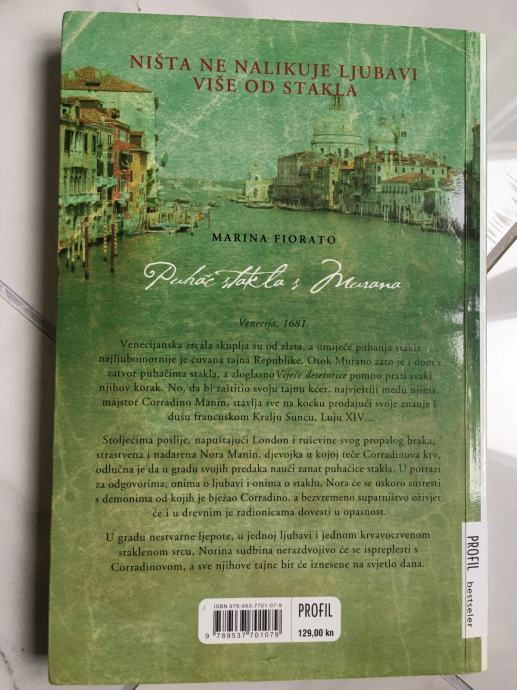 NIŠTA NE NALIKUJE LJUBAVI
VIŠE OD STAKLA
MARINA FIORATO
Puhač stakla s Murana
Venecija, 1681.
Venecijanska zrcala skuplja su od zlata, a umijeće puhanja stakla
najljubomornije je čuvana tajna Republike. Otok Murano zato je i dom i
zatvor puhačima stakla, a zloglasno Vijeće desetorice pomno prati svaki
njihov korak. No, da bi zaštitio svoju tajnu kćer, najvještiji među njima,
majstor Corradino Manin, stavlja sve na kocku prodajući svoje znanje i
dušu francuskom Kralju Suncu, Luju XIV...
Stoljećima poslije, napuštajući London i ruševine svog propalog braka,
strastvena i nadarena Nora Manin, djevojka u kojoj teče Corradinova krv,
odlučna je da u gradu svojih predaka nauči zanat puhačice stakla. U potrazi
za odgovorima, onima o ljubavi i onima o staklu, Nora će se uskoro susresti
s demonima od kojih je bježao Corradino, a bezvremeno suparništvo oživjet
će i u drevnim je radionicama dovesti u opasnost.
U gradu nestvarne ljepote, u jednoj ljubavi i jednom krvavocrvenom
staklenom srcu, Norina sudbina nerazdvojivo će se isprepleti s
Corradinovom, a sve njihove tajne bit će iznesene na svjetlo dana.
PROFIL
bestseler
ISBN 978-953-7701-07-9
9 789537 701079
PROFIL
129,00 kn